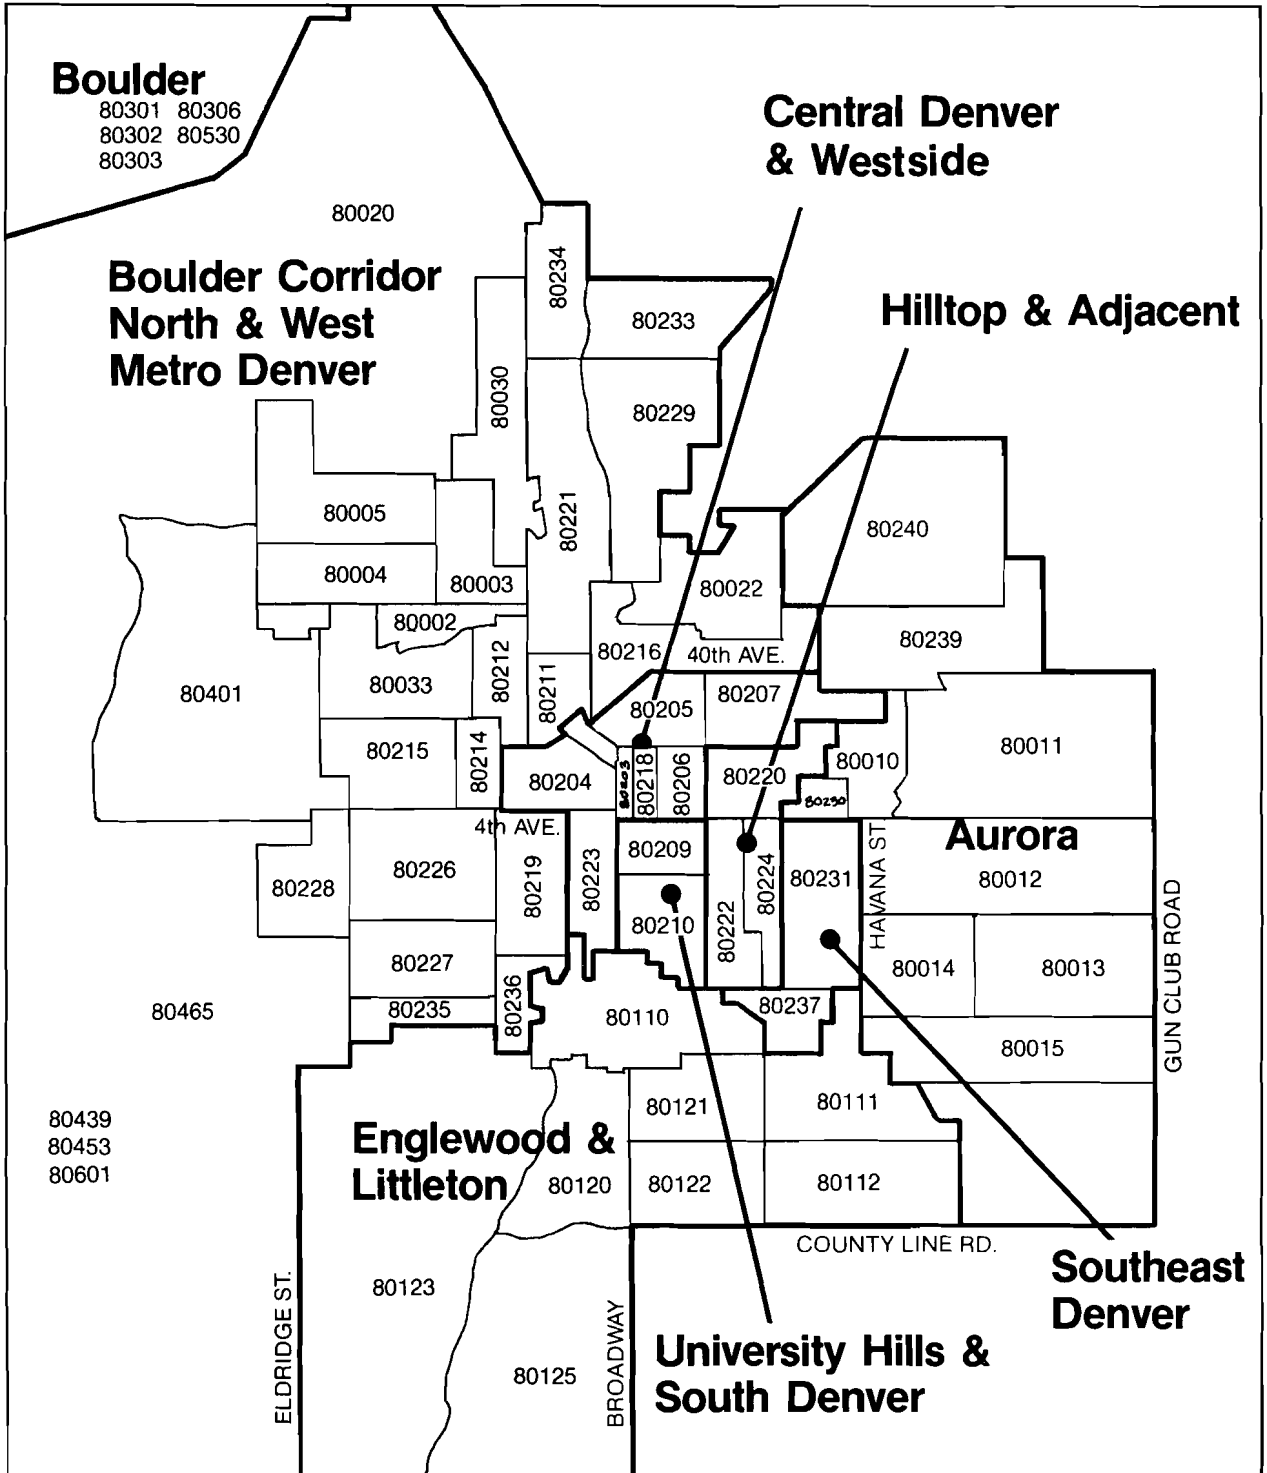 Boulder
80301 80306
80302 80530
80303
Central Denver
& Westside
80020
80234
Boulder Corridor
North & West
Metro Denver
Hilltop & Adjacent
80233
80030
80229
80005
80221
80240
80004
80003
80022
80002
80216
40th AVE.
80239
80212
80401
80033
80211
80205
80207
80215
80214
80204
80203
80218
80206
80220
80010
80011
80230
4th AVE.
80226
80228
80219
80223
80209
80210
80222
80224
80231
HAVANA ST
Aurora
80012
80227
80014
80013
GUN CLUB ROAD
80465
80235
80236
80110
80237
80015
80439
80453
80601
80121
80111
Englewood &
Littleton
80120
80122
80112
COUNTY LINE RD.
Southeast
Denver
80123
ELDRIDGE ST.
BROADWAY
80125
University Hills &
South Denver